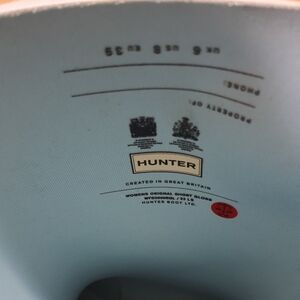 UK 6 US 8 EU 39
PHONE:
PROPERTY OF:
HUNTER
CREATED IN GREAT BRITAIN
WOMENS ORIGINAL SHORT GLOSS
HUNTER BOOT LTD.